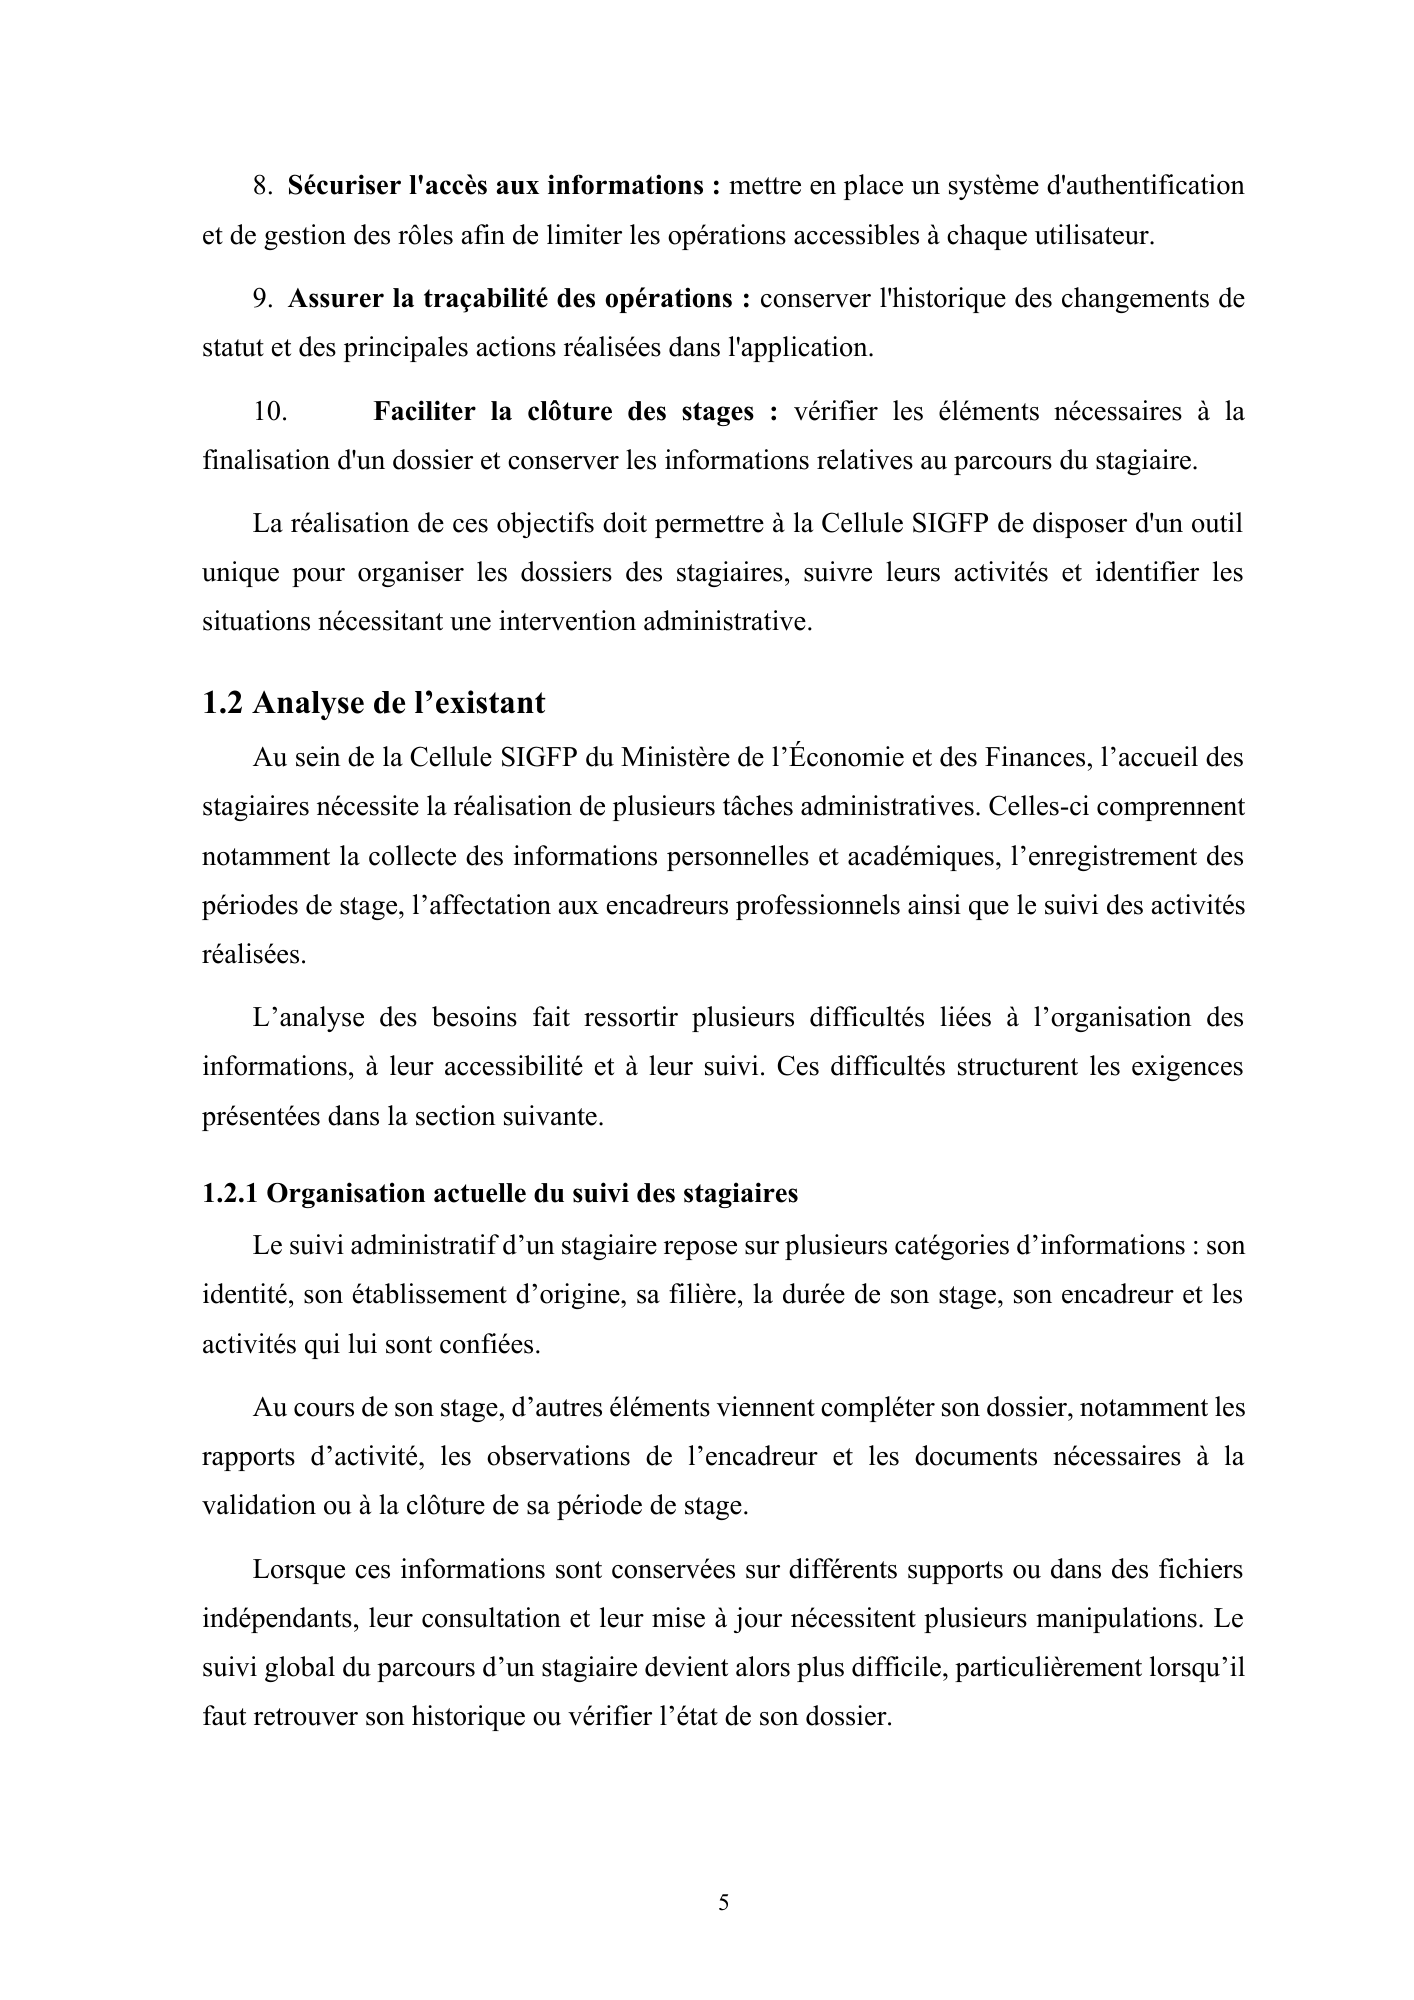 8. Sécuriser l'accès aux informations : mettre en place un système d'authentification
et de gestion des rôles afin de limiter les opérations accessibles à chaque utilisateur.
9. Assurer la traçabilité des opérations : conserver l'historique des changements de
statut et des principales actions réalisées dans l'application.
10. Faciliter la clôture des stages : vérifier les éléments nécessaires à la
finalisation d'un dossier et conserver les informations relatives au parcours du stagiaire.
La réalisation de ces objectifs doit permettre à la Cellule SIGFP de disposer d'un outil
unique pour organiser les dossiers des stagiaires, suivre leurs activités et identifier les
situations nécessitant une intervention administrative.
1.2 Analyse de l’existant
Au sein de la Cellule SIGFP du Ministère de l’Économie et des Finances, l’accueil des
stagiaires nécessite la réalisation de plusieurs tâches administratives. Celles-ci comprennent
notamment la collecte des informations personnelles et académiques, l’enregistrement des
périodes de stage, l’affectation aux encadreurs professionnels ainsi que le suivi des activités
réalisées.
L’analyse des besoins fait ressortir plusieurs difficultés liées à l’organisation des
informations, à leur accessibilité et à leur suivi. Ces difficultés structurent les exigences
présentées dans la section suivante.
1.2.1 Organisation actuelle du suivi des stagiaires
Le suivi administratif d’un stagiaire repose sur plusieurs catégories d’informations : son
identité, son établissement d’origine, sa filière, la durée de son stage, son encadreur et les
activités qui lui sont confiées.
Au cours de son stage, d’autres éléments viennent compléter son dossier, notamment les
rapports d’activité, les observations de l’encadreur et les documents nécessaires à la
validation ou à la clôture de sa période de stage.
Lorsque ces informations sont conservées sur différents supports ou dans des fichiers
indépendants, leur consultation et leur mise à jour nécessitent plusieurs manipulations. Le
suivi global du parcours d’un stagiaire devient alors plus difficile, particulièrement lorsqu’il
faut retrouver son historique ou vérifier l’état de son dossier.
5